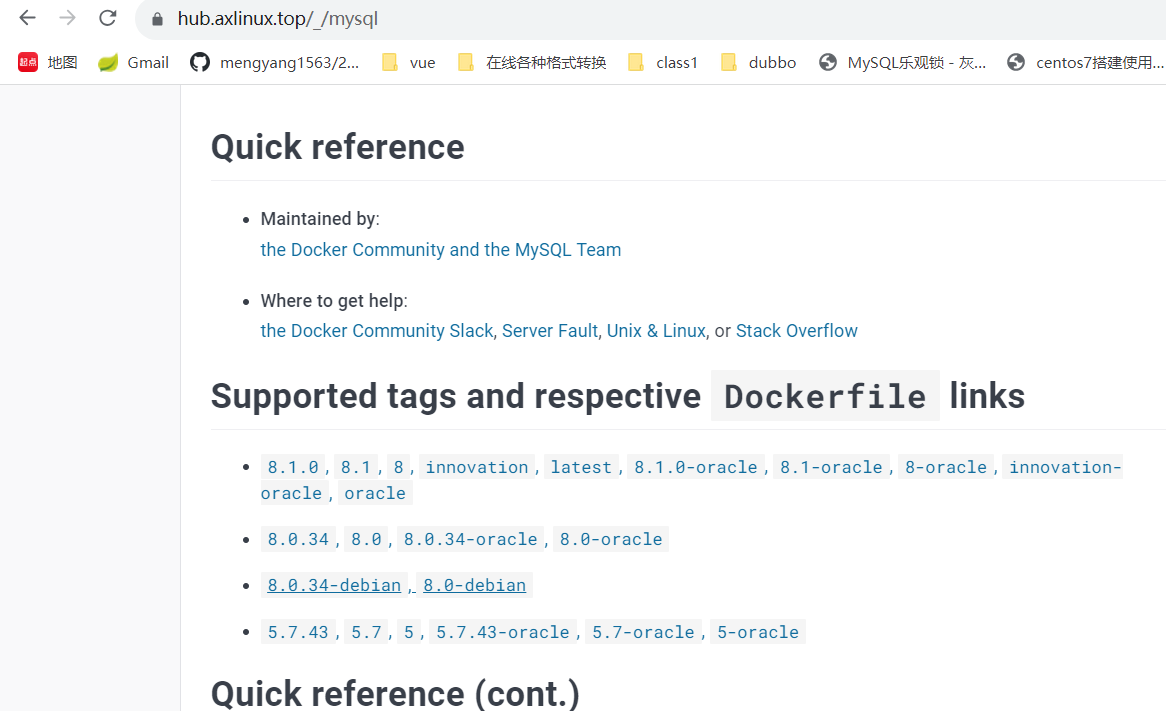 hub.axlinux.top/_/mysql
起点 地图 Gmail mengyang1563/2... vue 在线各种格式转换 class1 dubbo MySQL乐观锁 - 灰... centos7搭建使用...
Quick reference
• Maintained by:
the Docker Community and the MySQL Team
• Where to get help:
the Docker Community Slack, Server Fault, Unix & Linux, or Stack Overflow
Supported tags and respective Dockerfile links
• 8.1.0, 8.1, 8, innovation, latest, 8.1.0-oracle, 8.1-oracle, 8-oracle, innovation-
oracle, oracle
• 8.0.34, 8.0, 8.0.34-oracle, 8.0-oracle
• 8.0.34-debian, 8.0-debian
• 5.7.43, 5.7, 5, 5.7.43-oracle, 5.7-oracle, 5-oracle
Quick reference (cont.)